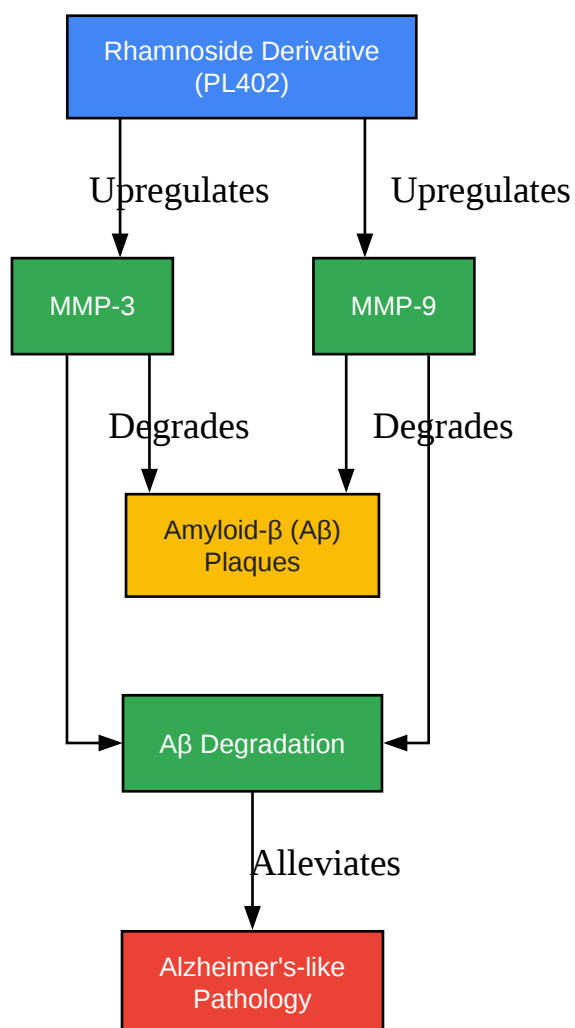 Rhamnoside Derivative
(PL402)
Upregulates
Upregulates
MMP-3
MMP-9
Degrades
Degrades
Amyloid-β (Aβ)
Plaques
Aβ Degradation
Alleviates
Alzheimer's-like
Pathology